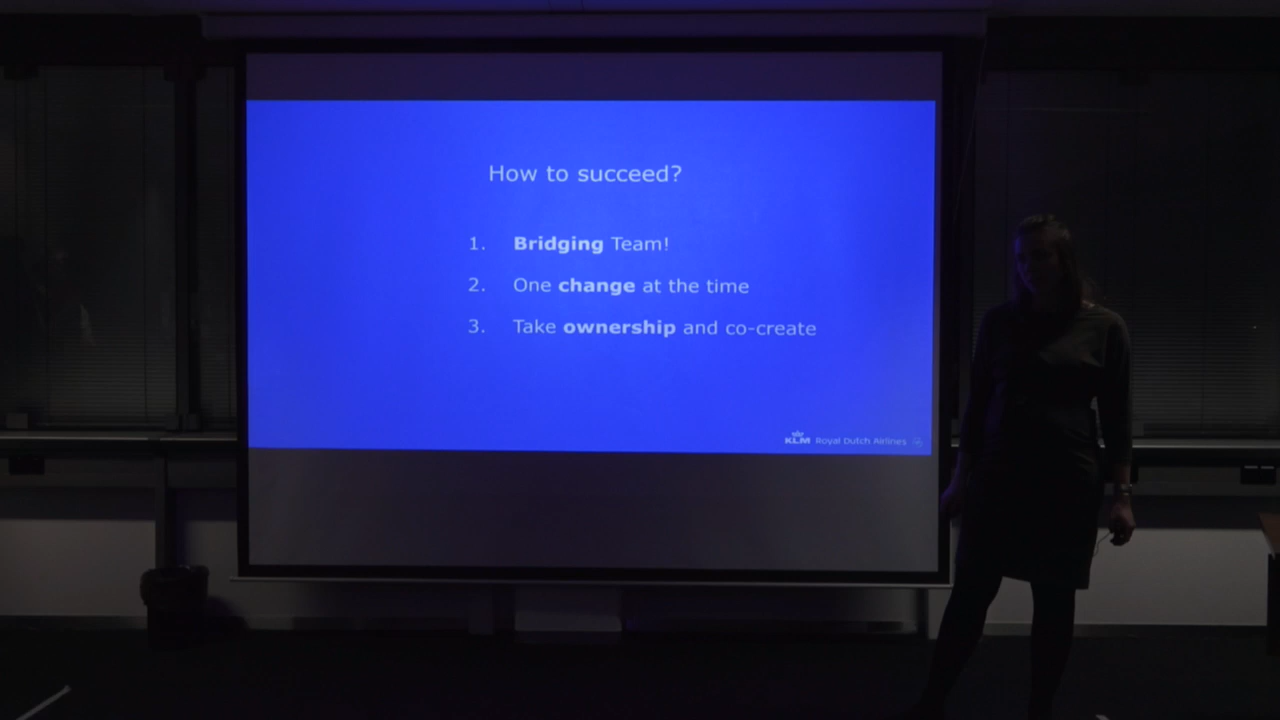 How to succeed?
1. Bridging Team!
2. One change at the time
3. Take ownership and co-create
KLM Royal Dutch Airlines